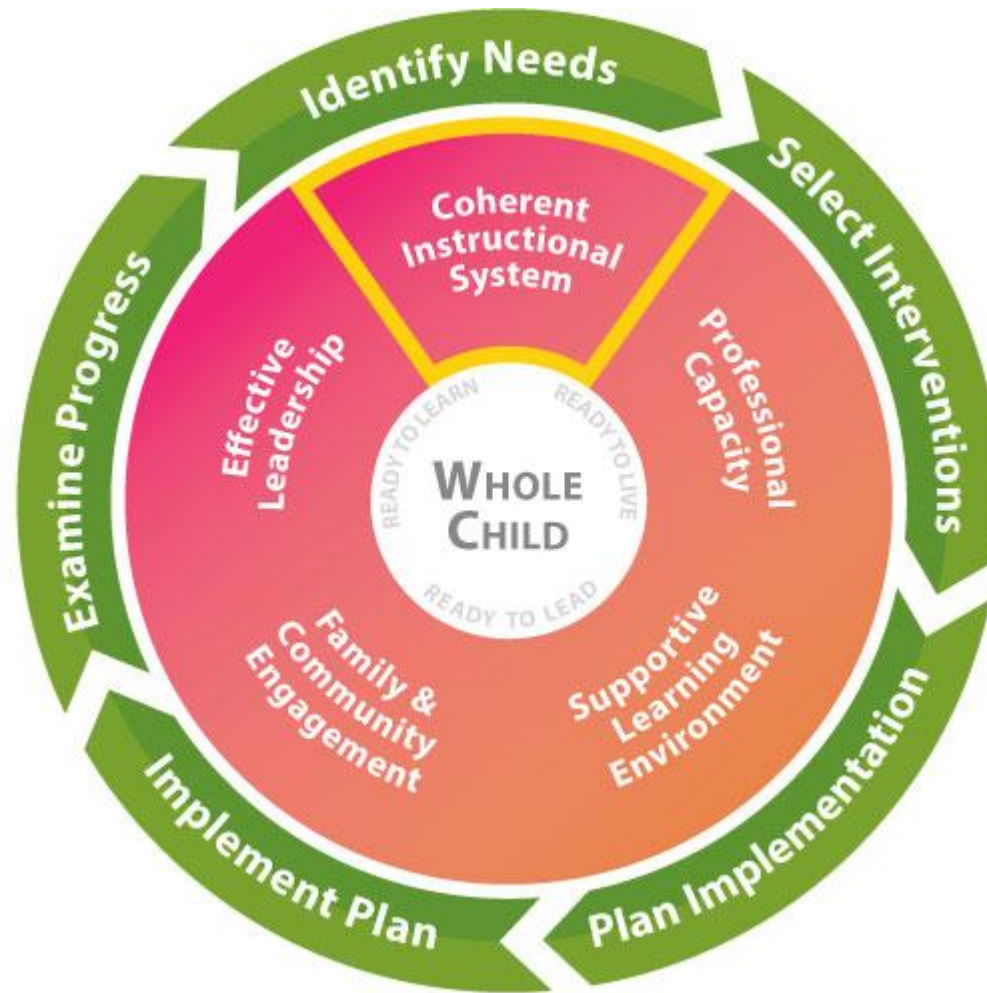 Identify Needs
Select Interventions
Plan Implementation
Implement Plan
Examine Progress
Coherent
Instructional
System
Professional
Capacity
Supportive
Learning
Environment
Family &
Community
Engagement
Effective
Leadership
READY TO LEARN
READY TO LIVE
READY TO LEAD
WHOLE
CHILD